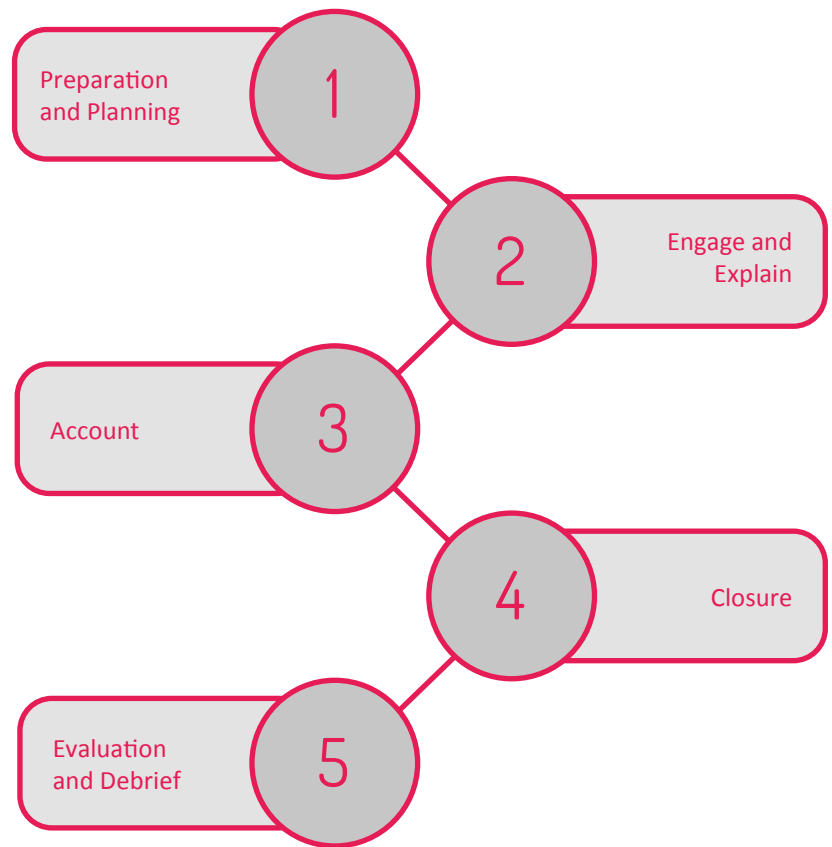 Preparation
and Planning
1
2
Engage and
Explain
3
Account
4
Closure
Evaluation
and Debrief
5